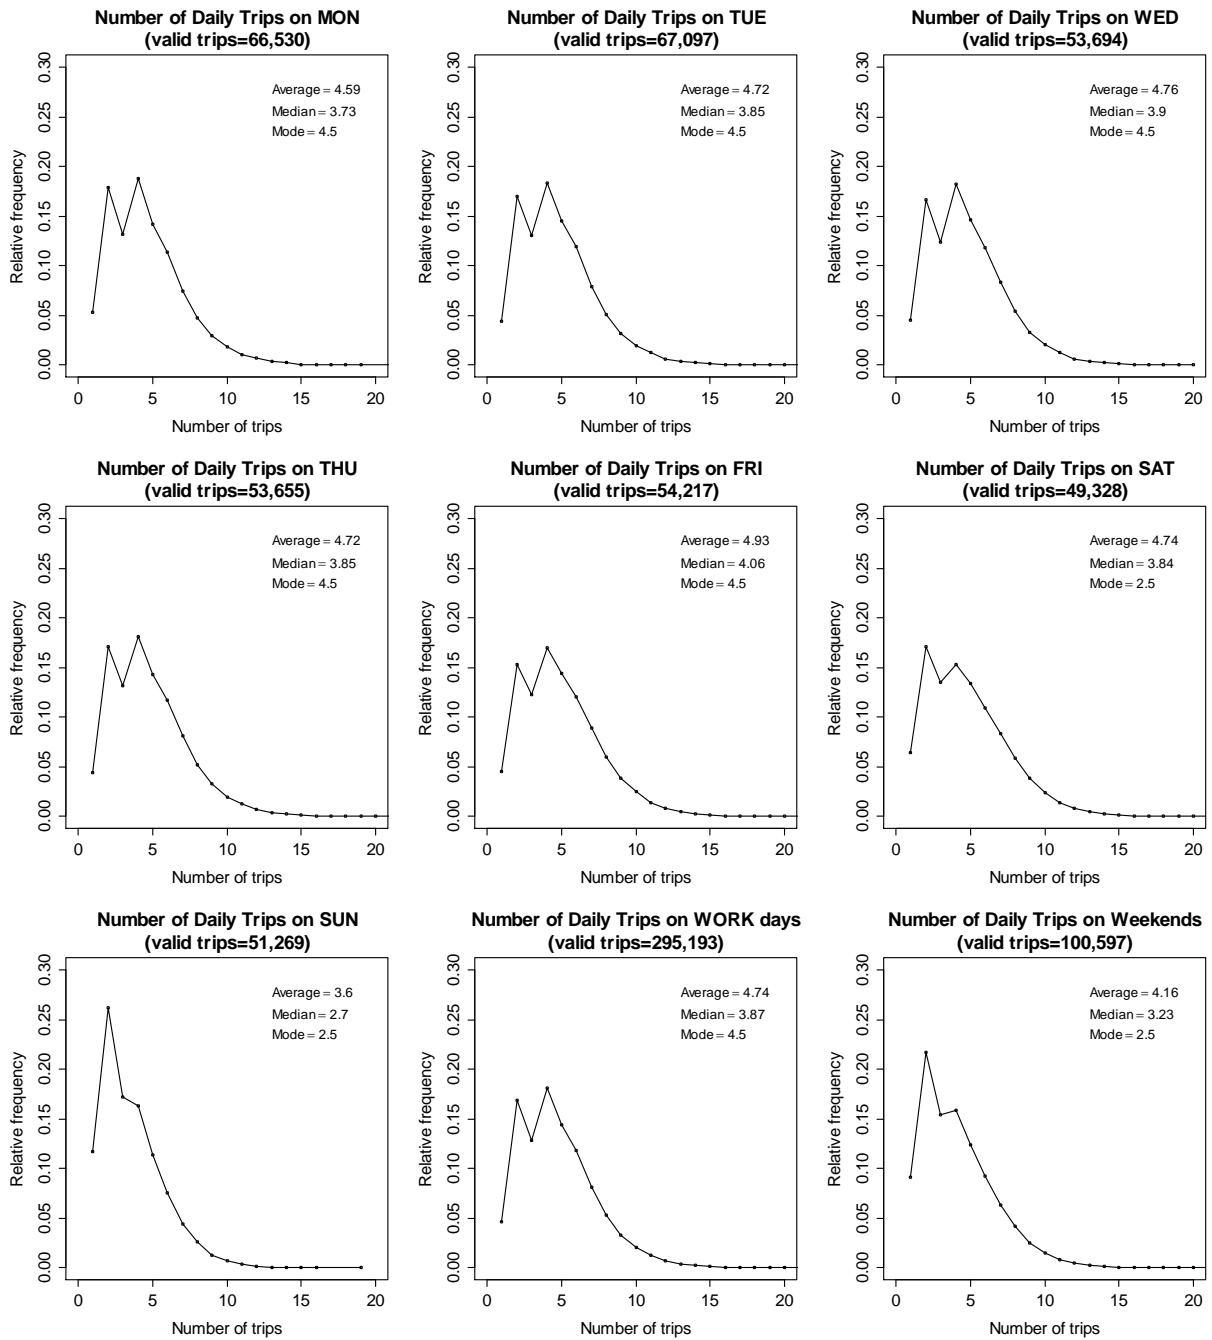 Number of Daily Trips on MON
(valid trips=66,530)
Average = 4.59
Median = 3.73
Mode = 4.5
Relative frequency
0.00 0.05 0.10 0.15 0.20 0.25 0.30
0 5 10 15 20
Number of trips
Number of Daily Trips on TUE
(valid trips=67,097)
Average = 4.72
Median = 3.85
Mode = 4.5
Relative frequency
0.00 0.05 0.10 0.15 0.20 0.25 0.30
0 5 10 15 20
Number of trips
Number of Daily Trips on WED
(valid trips=53,694)
Average = 4.76
Median = 3.9
Mode = 4.5
Relative frequency
0.00 0.05 0.10 0.15 0.20 0.25 0.30
0 5 10 15 20
Number of trips
Number of Daily Trips on THU
(valid trips=53,655)
Average = 4.72
Median = 3.85
Mode = 4.5
Relative frequency
0.00 0.05 0.10 0.15 0.20 0.25 0.30
0 5 10 15 20
Number of trips
Number of Daily Trips on FRI
(valid trips=54,217)
Average = 4.93
Median = 4.06
Mode = 4.5
Relative frequency
0.00 0.05 0.10 0.15 0.20 0.25 0.30
0 5 10 15 20
Number of trips
Number of Daily Trips on SAT
(valid trips=49,328)
Average = 4.74
Median = 3.84
Mode = 2.5
Relative frequency
0.00 0.05 0.10 0.15 0.20 0.25 0.30
0 5 10 15 20
Number of trips
Number of Daily Trips on SUN
(valid trips=51,269)
Average = 3.6
Median = 2.7
Mode = 2.5
Relative frequency
0.00 0.05 0.10 0.15 0.20 0.25 0.30
0 5 10 15 20
Number of trips
Number of Daily Trips on WORK days
(valid trips=295,193)
Average = 4.74
Median = 3.87
Mode = 4.5
Relative frequency
0.00 0.05 0.10 0.15 0.20 0.25 0.30
0 5 10 15 20
Number of trips
Number of Daily Trips on Weekends
(valid trips=100,597)
Average = 4.16
Median = 3.23
Mode = 2.5
Relative frequency
0.00 0.05 0.10 0.15 0.20 0.25 0.30
0 5 10 15 20
Number of trips